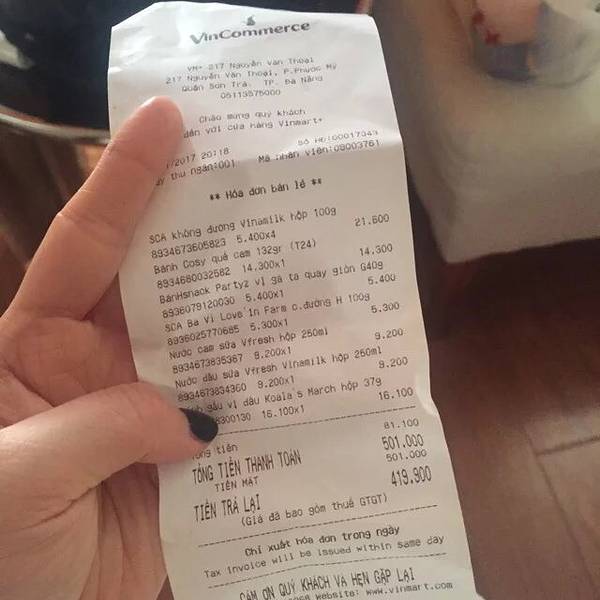 VinCommerce
VM+ 217 Nguyễn Văn Thoại
217 Nguyễn Văn Thoại, P.Phước Mỹ
Quận Sơn Trà, TP. Đà Nẵng
05113575000
Chào mừng quý khách
đến với cửa hàng Vinmart+
/2017 20:18 Số HĐ:00017343
thu ngân:001 Mã nhân viên:08003761
** Hóa đơn bán lẻ **
SCA không đường Vinamilk hộp 100g
8934673605823 5.400x4 21.600
Bánh Cosy quế cam 132gr (T24)
8934680032582 14.300x1 14.300
BánHsnack Partyz vị gà ta quay giòn G40g
8936079120030 5.400x1 5.400
SCA Ba Vì Love'in Farm c.đường H 100g
8936025770685 5.300x1 5.300
Nước cam sữa Vfresh hộp 250ml
8934673835367 9.200x1 9.200
Nước dâu sữa Vfresh Vinamilk hộp 250ml
8934673834360 9.200x1 9.200
gấu vị dâu Koala's March hộp 37g
8300130 16.100x1 16.100
tiền 81.100
TỔNG TIỀN THANH TOÁN 501.000
TIỀN MẶT 501.000
TIỀN TRẢ LẠI 419.900
(Giá đã bao gồm thuế GTGT)
Chỉ xuất hóa đơn trong ngày
Tax invoice will be issued within same day
CẢM ƠN QUÝ KHÁCH VÀ HẸN GẶP LẠI
website: www.vinmart.com